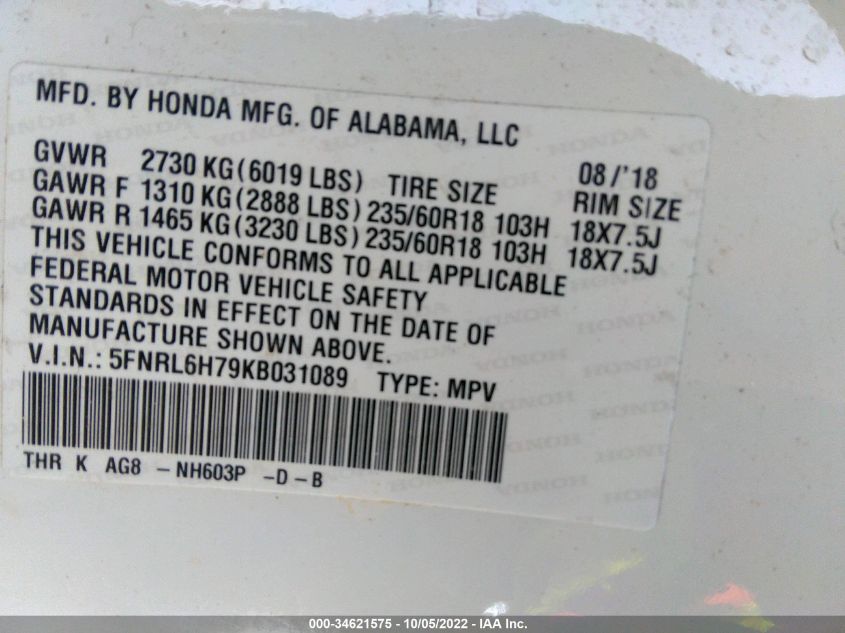 MFD. BY HONDA MFG. OF ALABAMA, LLC
08/'18
GVWR 2730 KG(6019 LBS) TIRE SIZE RIM SIZE
GAWR F 1310 KG(2888 LBS) 235/60R18 103H 18X7.5J
GAWR R 1465 KG(3230 LBS) 235/60R18 103H 18X7.5J
THIS VEHICLE CONFORMS TO ALL APPLICABLE
FEDERAL MOTOR VEHICLE SAFETY
STANDARDS IN EFFECT ON THE DATE OF
MANUFACTURE SHOWN ABOVE.
V.I.N.: 5FNRL6H79KB031089 TYPE: MPV
THR K AG8 -NH603P -D-B
000-34621575 - 10/05/2022 - IAA Inc.